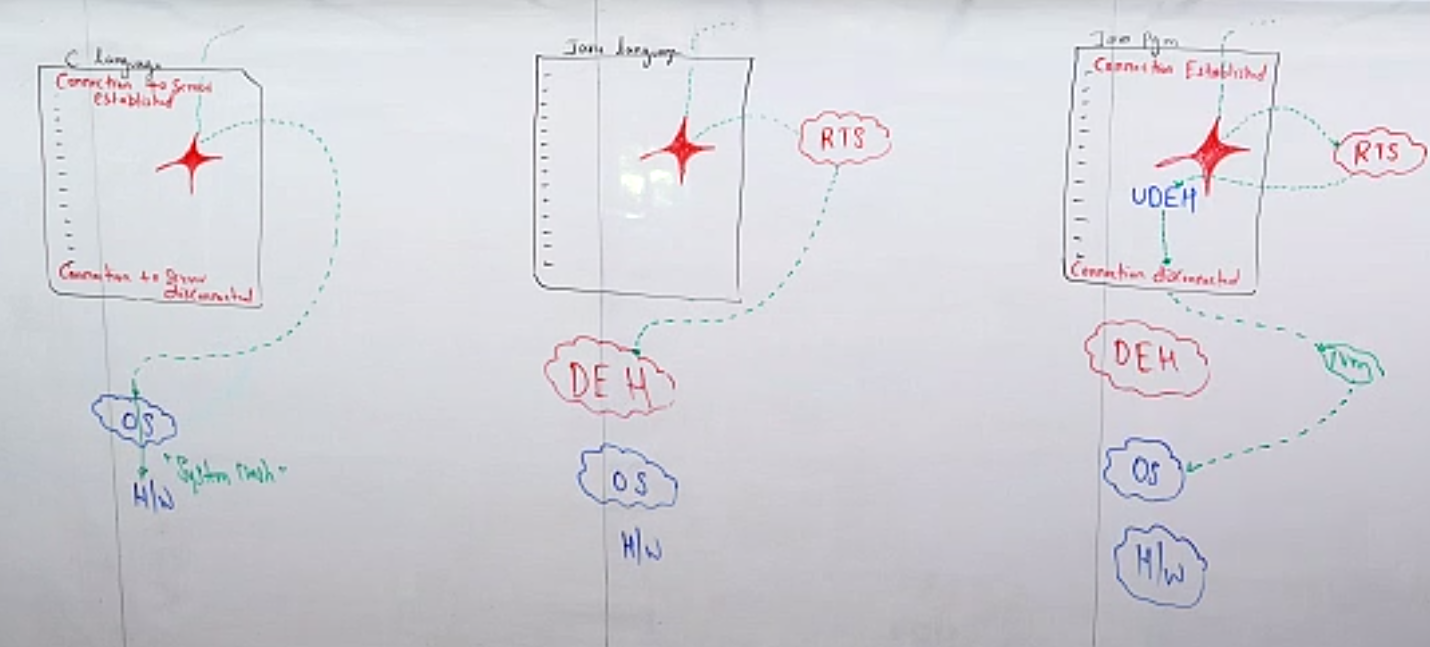 C language
Connection to Server
established
Connection to Server
disconnected
OS
"System Crash"
H/W
Java language
RTS
DEH
OS
H/W
Java Pgm
Connection Established
RTS
UDEH
Connection disconnected
DEH
JVM
OS
H/W